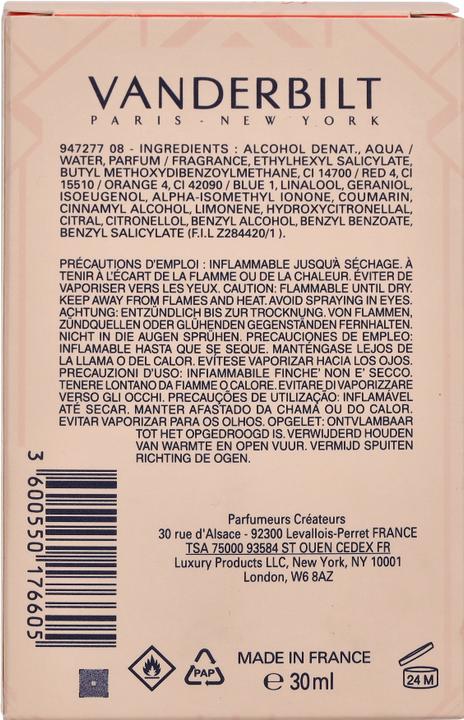 VANDERBILT
PARIS - NEW YORK
947277 08 - INGREDIENTS : ALCOHOL DENAT., AQUA /
WATER, PARFUM / FRAGRANCE, ETHYLHEXYL SALICYLATE,
BUTYL METHOXYDIBENZOYLMETHANE, CI 14700 / RED 4, CI
15510 / ORANGE 4, CI 42090 / BLUE 1, LINALOOL, GERANIOL,
ISOEUGENOL, ALPHA-ISOMETHYL IONONE, COUMARIN,
CINNAMYL ALCOHOL, LIMONENE, HYDROXYCITRONELLAL,
CITRAL, CITRONELLOL, BENZYL ALCOHOL, BENZYL BENZOATE,
BENZYL SALICYLATE (F.I.L Z284420/1 ).
PRÉCAUTIONS D'EMPLOI : INFLAMMABLE JUSQU'À SÉCHAGE. À
TENIR À L'ÉCART DE LA FLAMME OU DE LA CHALEUR. ÉVITER DE
VAPORISER VERS LES YEUX. CAUTION: FLAMMABLE UNTIL DRY.
KEEP AWAY FROM FLAMES AND HEAT. AVOID SPRAYING IN EYES.
ACHTUNG: ENTZÜNDLICH BIS ZUR TROCKNUNG. VON FLAMMEN,
ZÜNDQUELLEN ODER GLÜHENDEN GEGENSTÄNDEN FERNHALTEN.
NICHT IN DIE AUGEN SPRÜHEN. PRECAUCIONES DE EMPLEO:
INFLAMABLE HASTA QUE SE SEQUE. MANTÉNGASE LEJOS DE
LA LLAMA O DEL CALOR. EVÍTESE VAPORIZAR HACIA LOS OJOS.
PRECAUZIONI D'USO: INFIAMMABILE FINCHE' NON E' SECCO.
TENERE LONTANO DA FIAMME O CALORE. EVITARE DI VAPORIZZARE
VERSO GLI OCCHI. PRECAUÇÕES DE UTILIZAÇÃO: INFLAMÁVEL
ATÉ SECAR. MANTER AFASTADO DA CHAMA OU DO CALOR.
EVITAR VAPORIZAR PARA OS OLHOS. OPGELET: ONTVLAMBAAR
TOT HET OPGEDROOGD IS. VERWIJDERD HOUDEN
VAN WARMTE EN OPEN VUUR. VERMIJD SPUITEN
RICHTING DE OGEN.
3 600550 176605
Parfumeurs Créateurs
30 rue d'Alsace - 92300 Levallois-Perret FRANCE
TSA 75000 93584 ST OUEN CEDEX FR
Luxury Products LLC, New York, NY 10001
London, W6 8AZ
PAP
MADE IN FRANCE
℮ 30ml
24 M